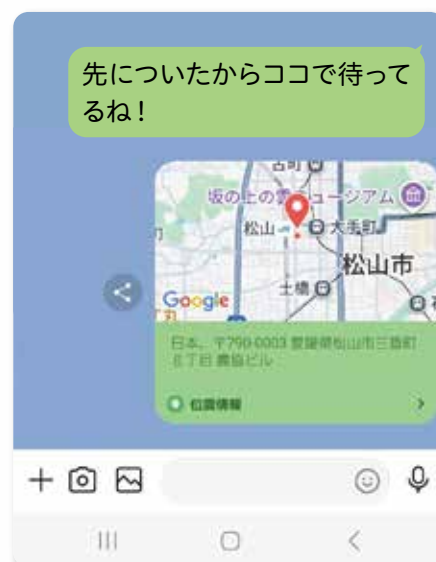 先についたからココで待って
るね！
古町
坂の上の雲ミュージアム
松山
大手町
松山市
土橋
Google
日本、〒790-0003 愛媛県松山市三番町
8丁目 農協ビル
位置情報